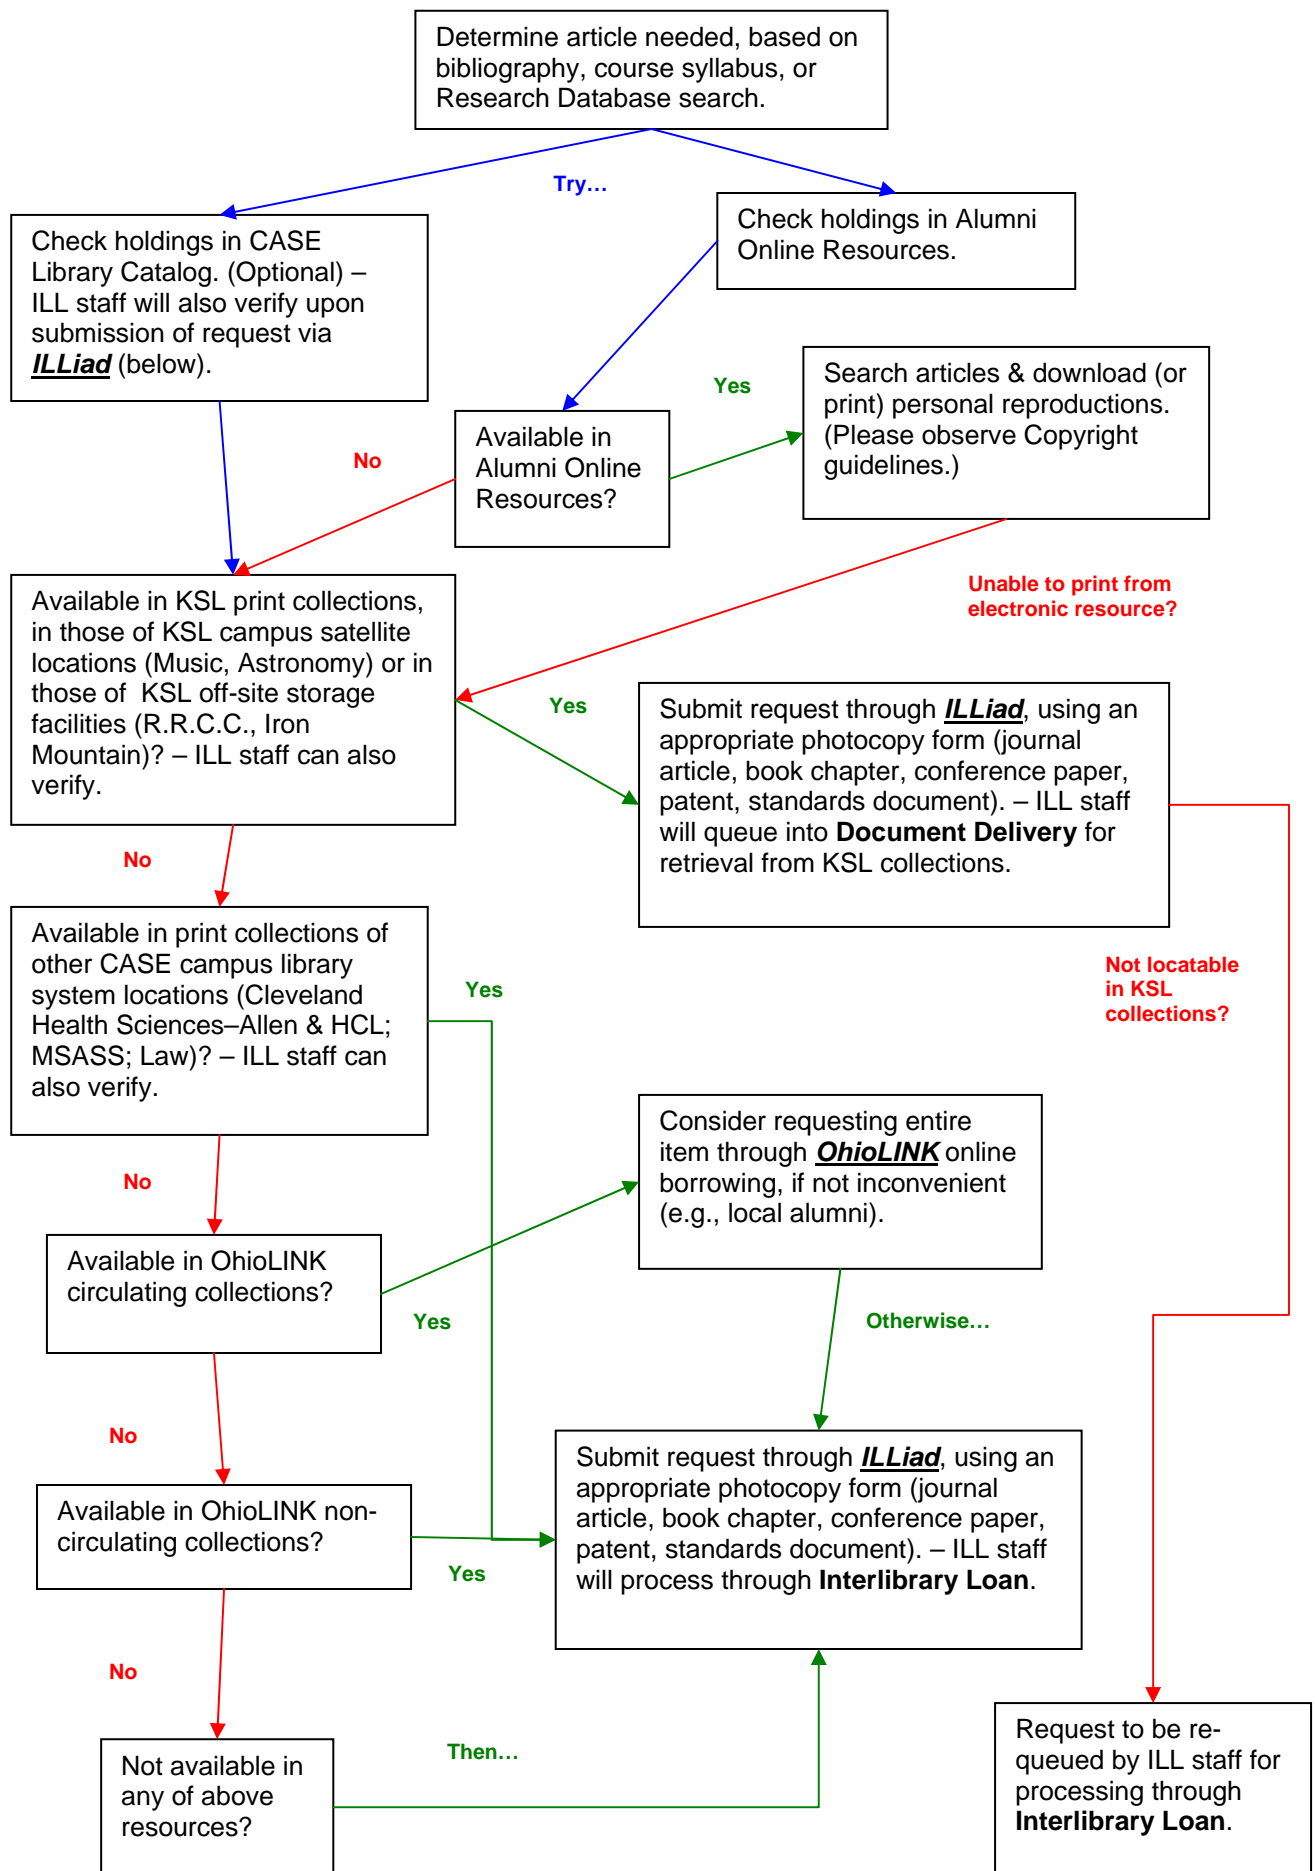 Determine article needed, based on
bibliography, course syllabus, or
Research Database search.
Try…
Check holdings in CASE
Library Catalog. (Optional) –
ILL staff will also verify upon
submission of request via
ILLiad (below).
Check holdings in Alumni
Online Resources.
Available in
Alumni Online
Resources?
Yes
No
Search articles & download (or
print) personal reproductions.
(Please observe Copyright
guidelines.)
Unable to print from
electronic resource?
Available in KSL print collections,
in those of KSL campus satellite
locations (Music, Astronomy) or in
those of KSL off-site storage
facilities (R.R.C.C., Iron
Mountain)? – ILL staff can also
verify.
Yes
Submit request through ILLiad, using an
appropriate photocopy form (journal
article, book chapter, conference paper,
patent, standards document). – ILL staff
will queue into Document Delivery for
retrieval from KSL collections.
No
Not locatable
in KSL
collections?
Available in print collections of
other CASE campus library
system locations (Cleveland
Health Sciences–Allen & HCL;
MSASS; Law)? – ILL staff can
also verify.
Yes
No
Consider requesting entire
item through OhioLINK online
borrowing, if not inconvenient
(e.g., local alumni).
Available in OhioLINK
circulating collections?
Yes
Otherwise…
No
Available in OhioLINK non-
circulating collections?
Yes
Submit request through ILLiad, using an
appropriate photocopy form (journal
article, book chapter, conference paper,
patent, standards document). – ILL staff
will process through Interlibrary Loan.
No
Not available in
any of above
resources?
Then…
Request to be re-
queued by ILL staff for
processing through
Interlibrary Loan.